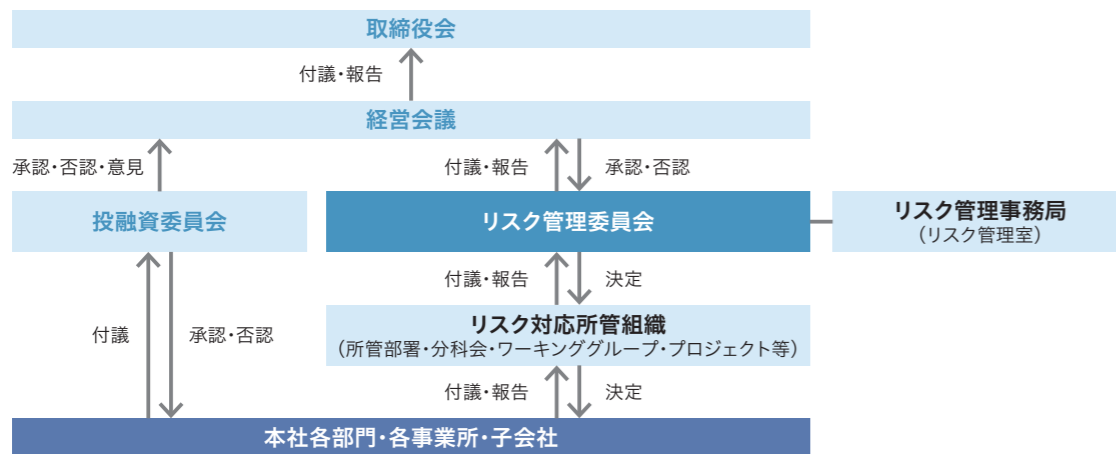 取締役会
付議・報告
経営会議
承認・否認・意見
付議・報告
承認・否認
投融資委員会
リスク管理委員会
リスク管理事務局
（リスク管理室）
付議・報告
決定
付議
承認・否認
リスク対応所管組織
（所管部署・分科会・ワーキンググループ・プロジェクト等）
付議・報告
決定
本社各部門・各事業所・子会社